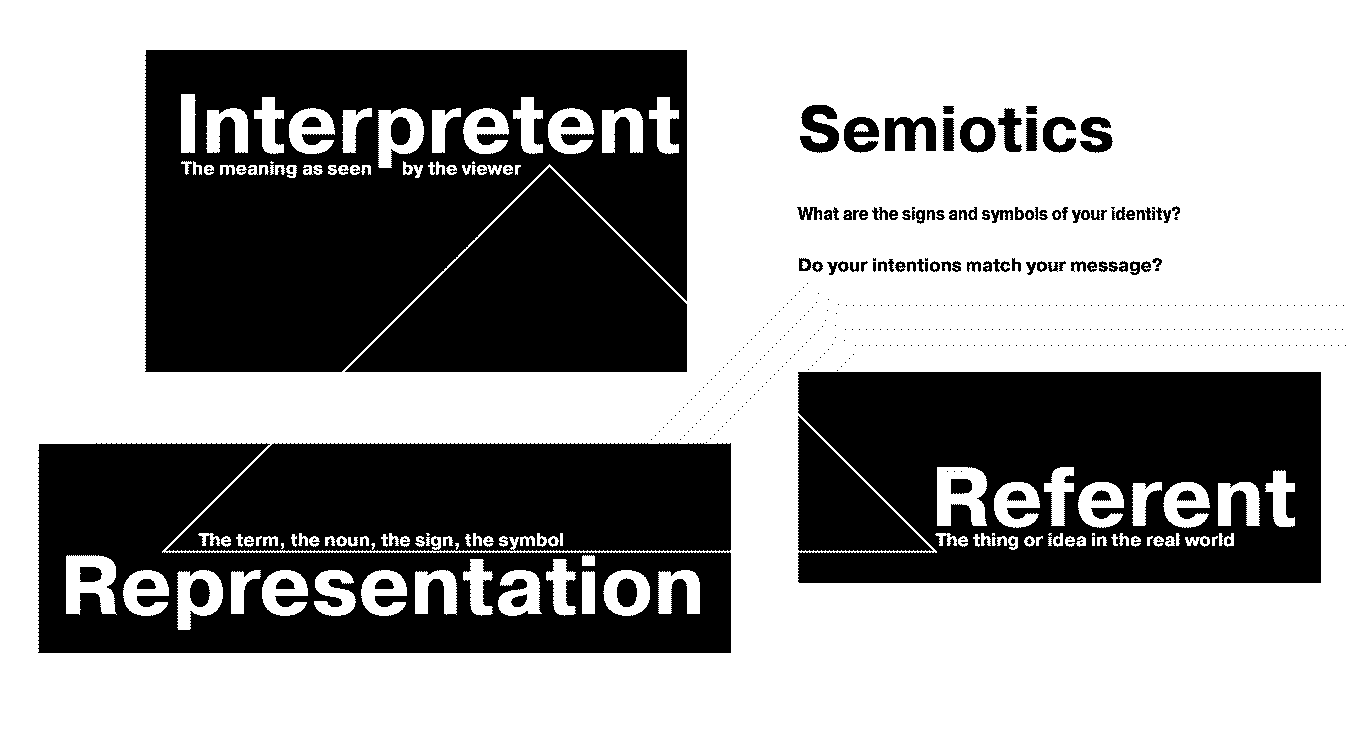 Interpretent
The meaning as seen by the viewer
Semiotics
What are the signs and symbols of your identity?
Do your intentions match your message?
The term, the noun, the sign, the symbol
Representation
Referent
The thing or idea in the real world